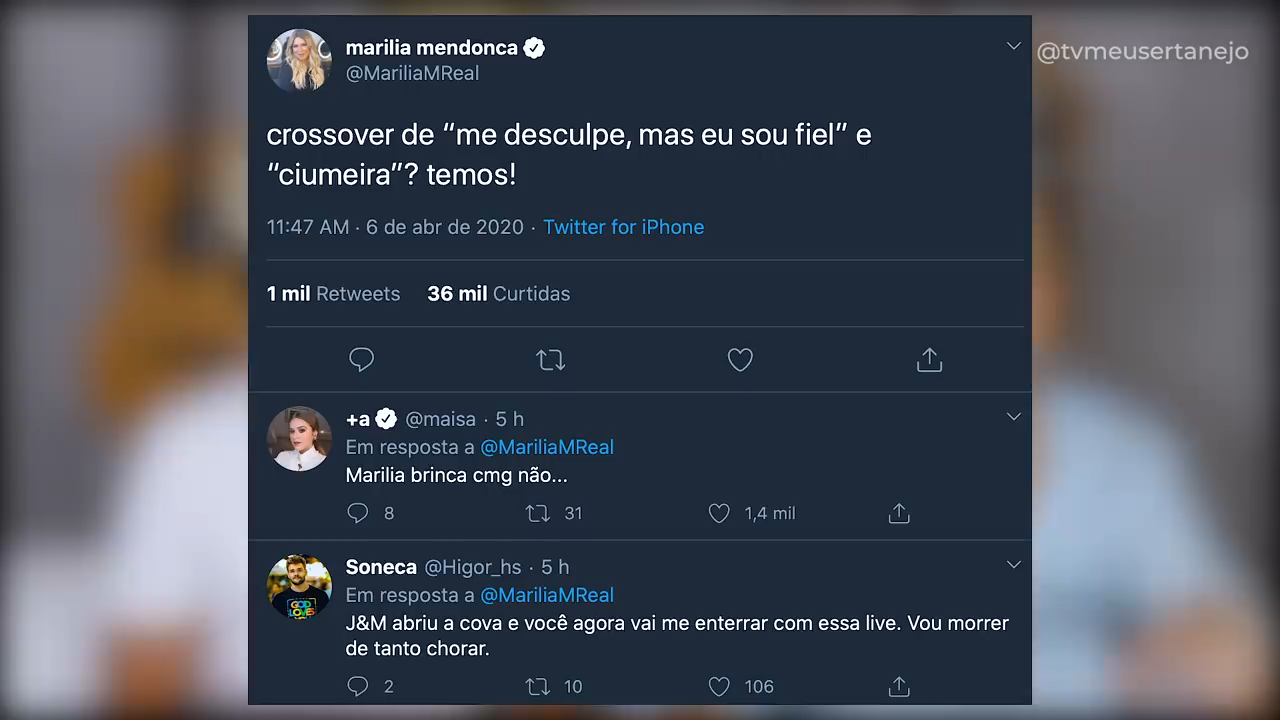 @tvmeusertanejo
marilia mendonca
@MariliaMReal
crossover de “me desculpe, mas eu sou fiel” e
“ciumeira”? temos!
11:47 AM · 6 de abr de 2020 · Twitter for iPhone
1 mil Retweets 36 mil Curtidas
+a @maisa · 5 h
Em resposta a @MariliaMReal
Marilia brinca cmg não...
8 31 1,4 mil
GOD LOVES
Soneca @Higor_hs · 5 h
Em resposta a @MariliaMReal
J&M abriu a cova e você agora vai me enterrar com essa live. Vou morrer
de tanto chorar.
2 10 106